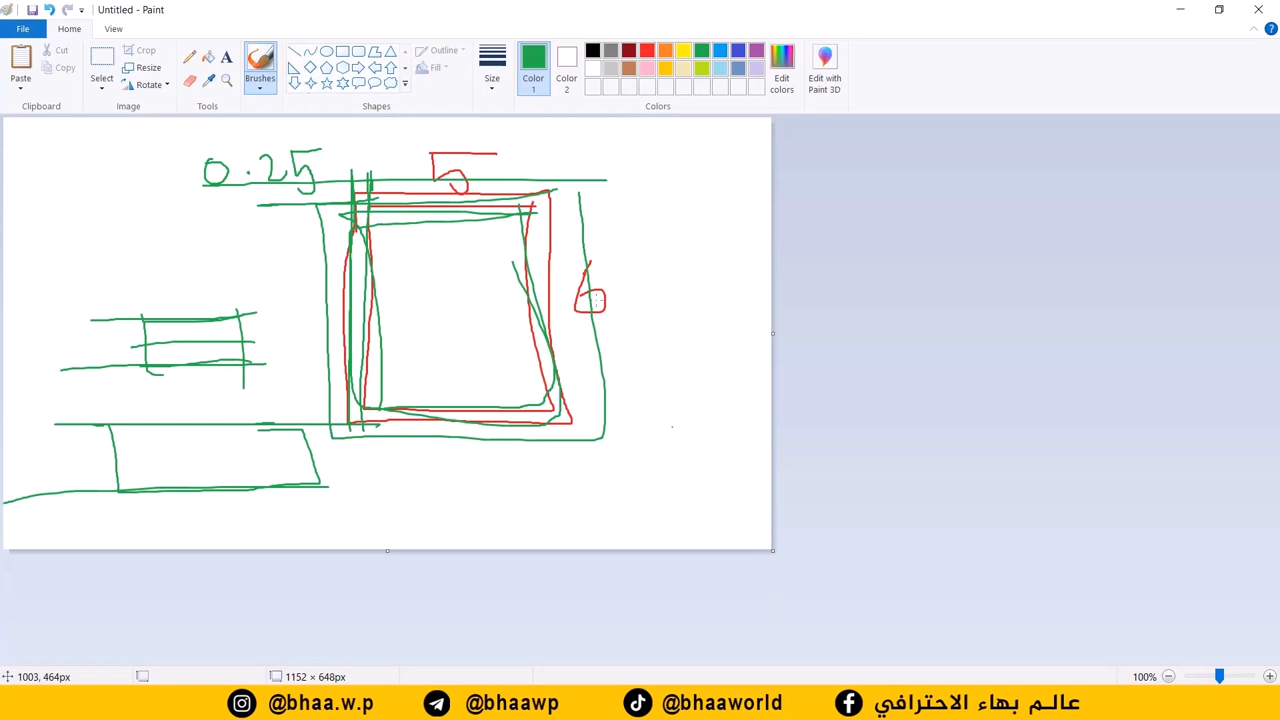 Untitled - Paint
File
Home
View
Paste
Cut
Copy
Clipboard
Select
Crop
Resize
Rotate
Image
Tools
Brushes
Outline
Fill
Shapes
Size
Color 1
Color 2
Edit colors
Edit with Paint 3D
Colors
0.25
5
6
1003, 464px
1152 × 648px
100%
@bhaa.w.p
@bhaawp
@bhaaworld
عالم بهاء الاحترافي